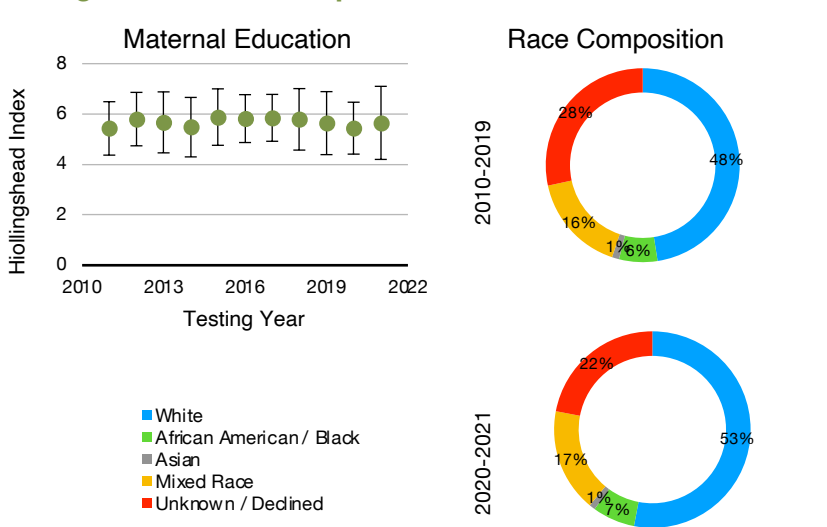 Maternal Education
Race Composition
8
6
4
2
0
Hiollingshead Index
2010
2013
2016
2019
2022
Testing Year
2010-2019
28%
48%
16%
1%
6%
2020-2021
22%
53%
17%
1%
7%
White
African American / Black
Asian
Mixed Race
Unknown / Declined